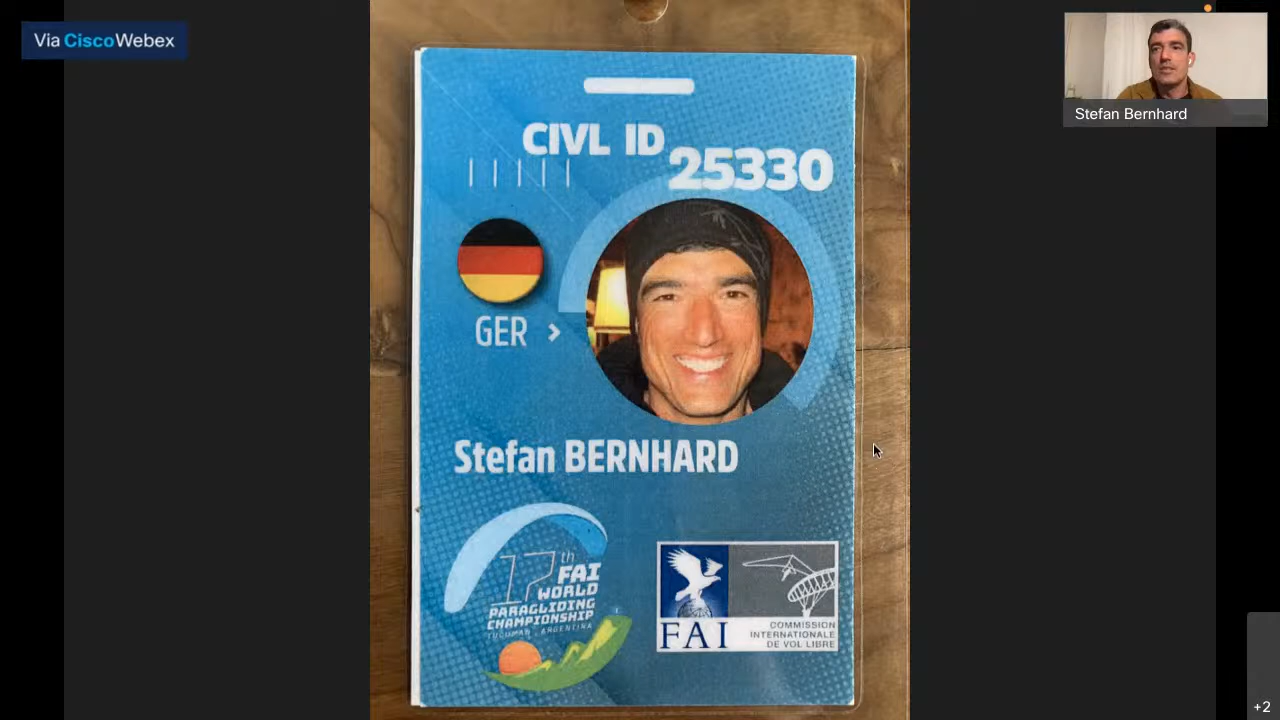 Via CiscoWebex
Stefan Bernhard
CIVL ID
25330
GER >
Stefan BERNHARD
17th
FAI
WORLD
PARAGLIDING
CHAMPIONSHIP
TUCUMAN, ARGENTINA
FAI
COMMISSION
INTERNATIONALE
DE VOL LIBRE
+2